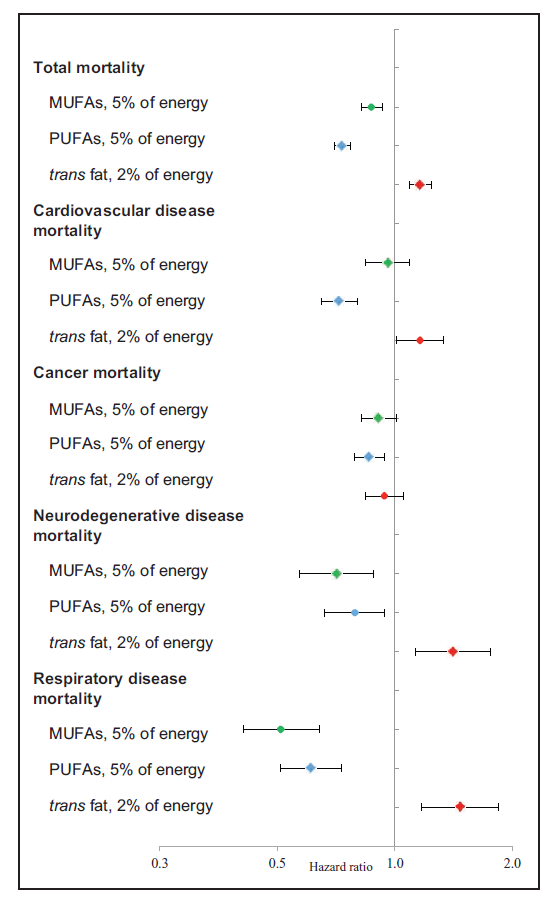 Total mortality
MUFAs, 5% of energy
PUFAs, 5% of energy
trans fat, 2% of energy
Cardiovascular disease
mortality
MUFAs, 5% of energy
PUFAs, 5% of energy
trans fat, 2% of energy
Cancer mortality
MUFAs, 5% of energy
PUFAs, 5% of energy
trans fat, 2% of energy
Neurodegenerative disease
mortality
MUFAs, 5% of energy
PUFAs, 5% of energy
trans fat, 2% of energy
Respiratory disease
mortality
MUFAs, 5% of energy
PUFAs, 5% of energy
trans fat, 2% of energy
0.3 0.5 1.0 2.0
Hazard ratio